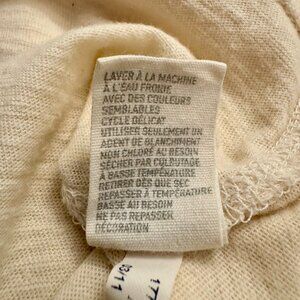 LAVER À LA MACHINE
À L'EAU FROIDE
AVEC DES COULEURS
SEMBLABLES
CYCLE DÉLICAT
UTILISER SEULEMENT UN
AGENT DE BLANCHIMENT
NON CHLORÉ AU BESOIN
SÉCHER PAR CULBUTAGE
À BASSE TEMPÉRATURE
RETIRER DÈS QUE SEC
REPASSER À TEMPÉRATURE
BASSE AU BESOIN
NE PAS REPASSER
DÉCORATION